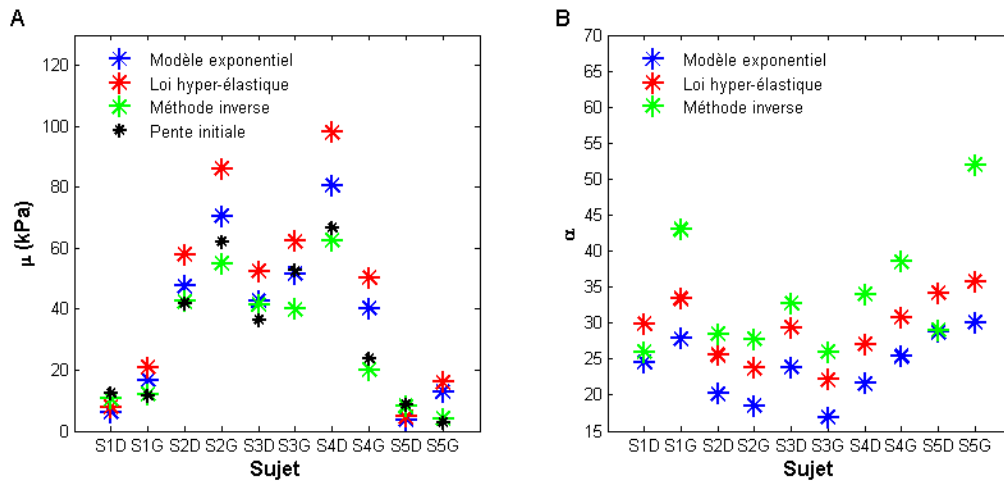 A
μ (kPa)
120
100
80
60
40
20
0
Modèle exponentiel
Loi hyper-élastique
Méthode inverse
Pente initiale
S1D S1G S2D S2G S3D S3G S4D S4G S5D S5G
Sujet
B
α
70
65
60
55
50
45
40
35
30
25
20
15
Modèle exponentiel
Loi hyper-élastique
Méthode inverse
S1D S1G S2D S2G S3D S3G S4D S4G S5D S5G
Sujet